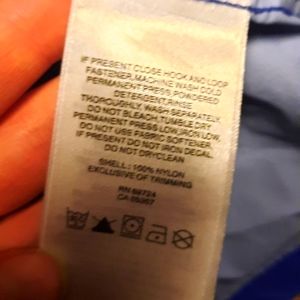 IF PRESENT CLOSE HOOK AND LOOP
FASTENER.MACHINE WASH COLD
PERMANENT PRESS,POWDERED
DETERGENT,RINSE
THOROUGHLY,WASH SEPARATELY,
DO NOT BLEACH,TUMBLE DRY
PERMANENT PRESS LOW,IRON LOW,
DO NOT USE FABRIC SOFTENER
IF PRESENT DO NOT IRON DECAL.
DO NOT DRYCLEAN.
SHELL: 100% NYLON
EXCLUSIVE OF TRIMMING
RN
CA